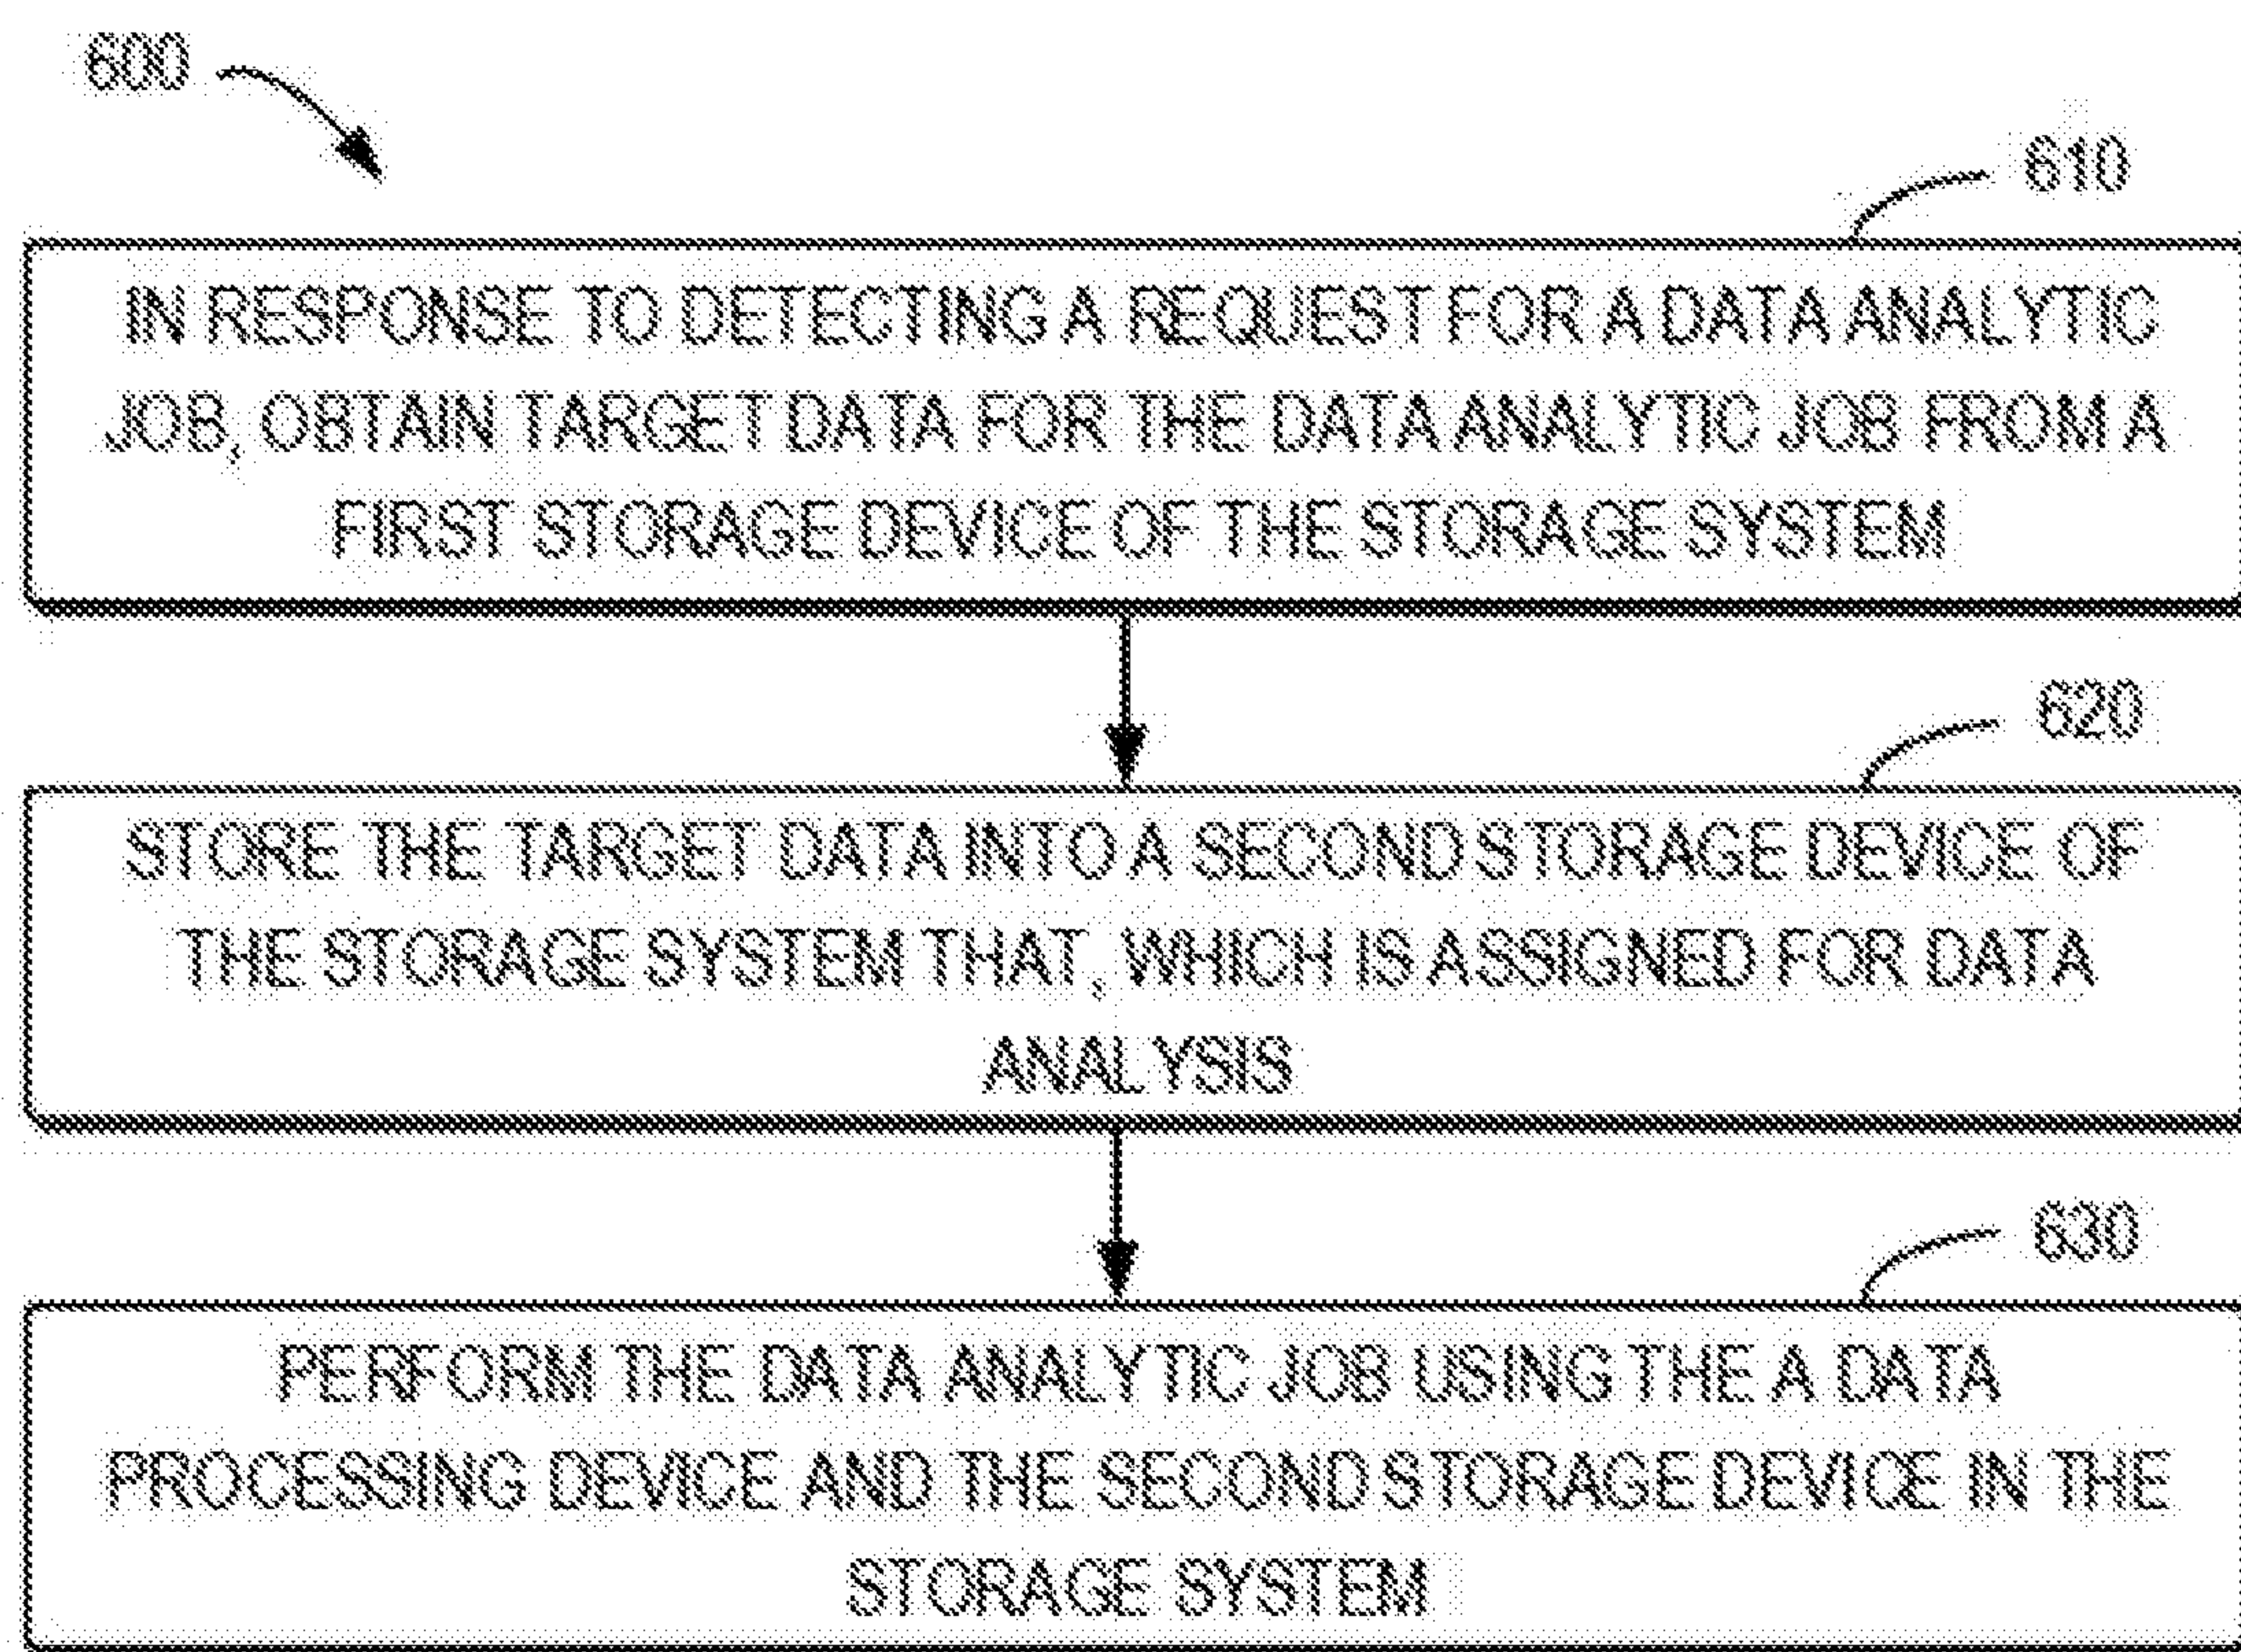 600
610
IN RESPONSE TO DETECTING A REQUEST FOR A DATA ANALYTIC
JOB, OBTAIN TARGET DATA FOR THE DATA ANALYTIC JOB FROM A
FIRST STORAGE DEVICE OF THE STORAGE SYSTEM
620
STORE THE TARGET DATA INTO A SECOND STORAGE DEVICE OF
THE STORAGE SYSTEM THAT, WHICH IS ASSIGNED FOR DATA
ANALYSIS
630
PERFORM THE DATA ANALYTIC JOB USING THE A DATA
PROCESSING DEVICE AND THE SECOND STORAGE DEVICE IN THE
STORAGE SYSTEM